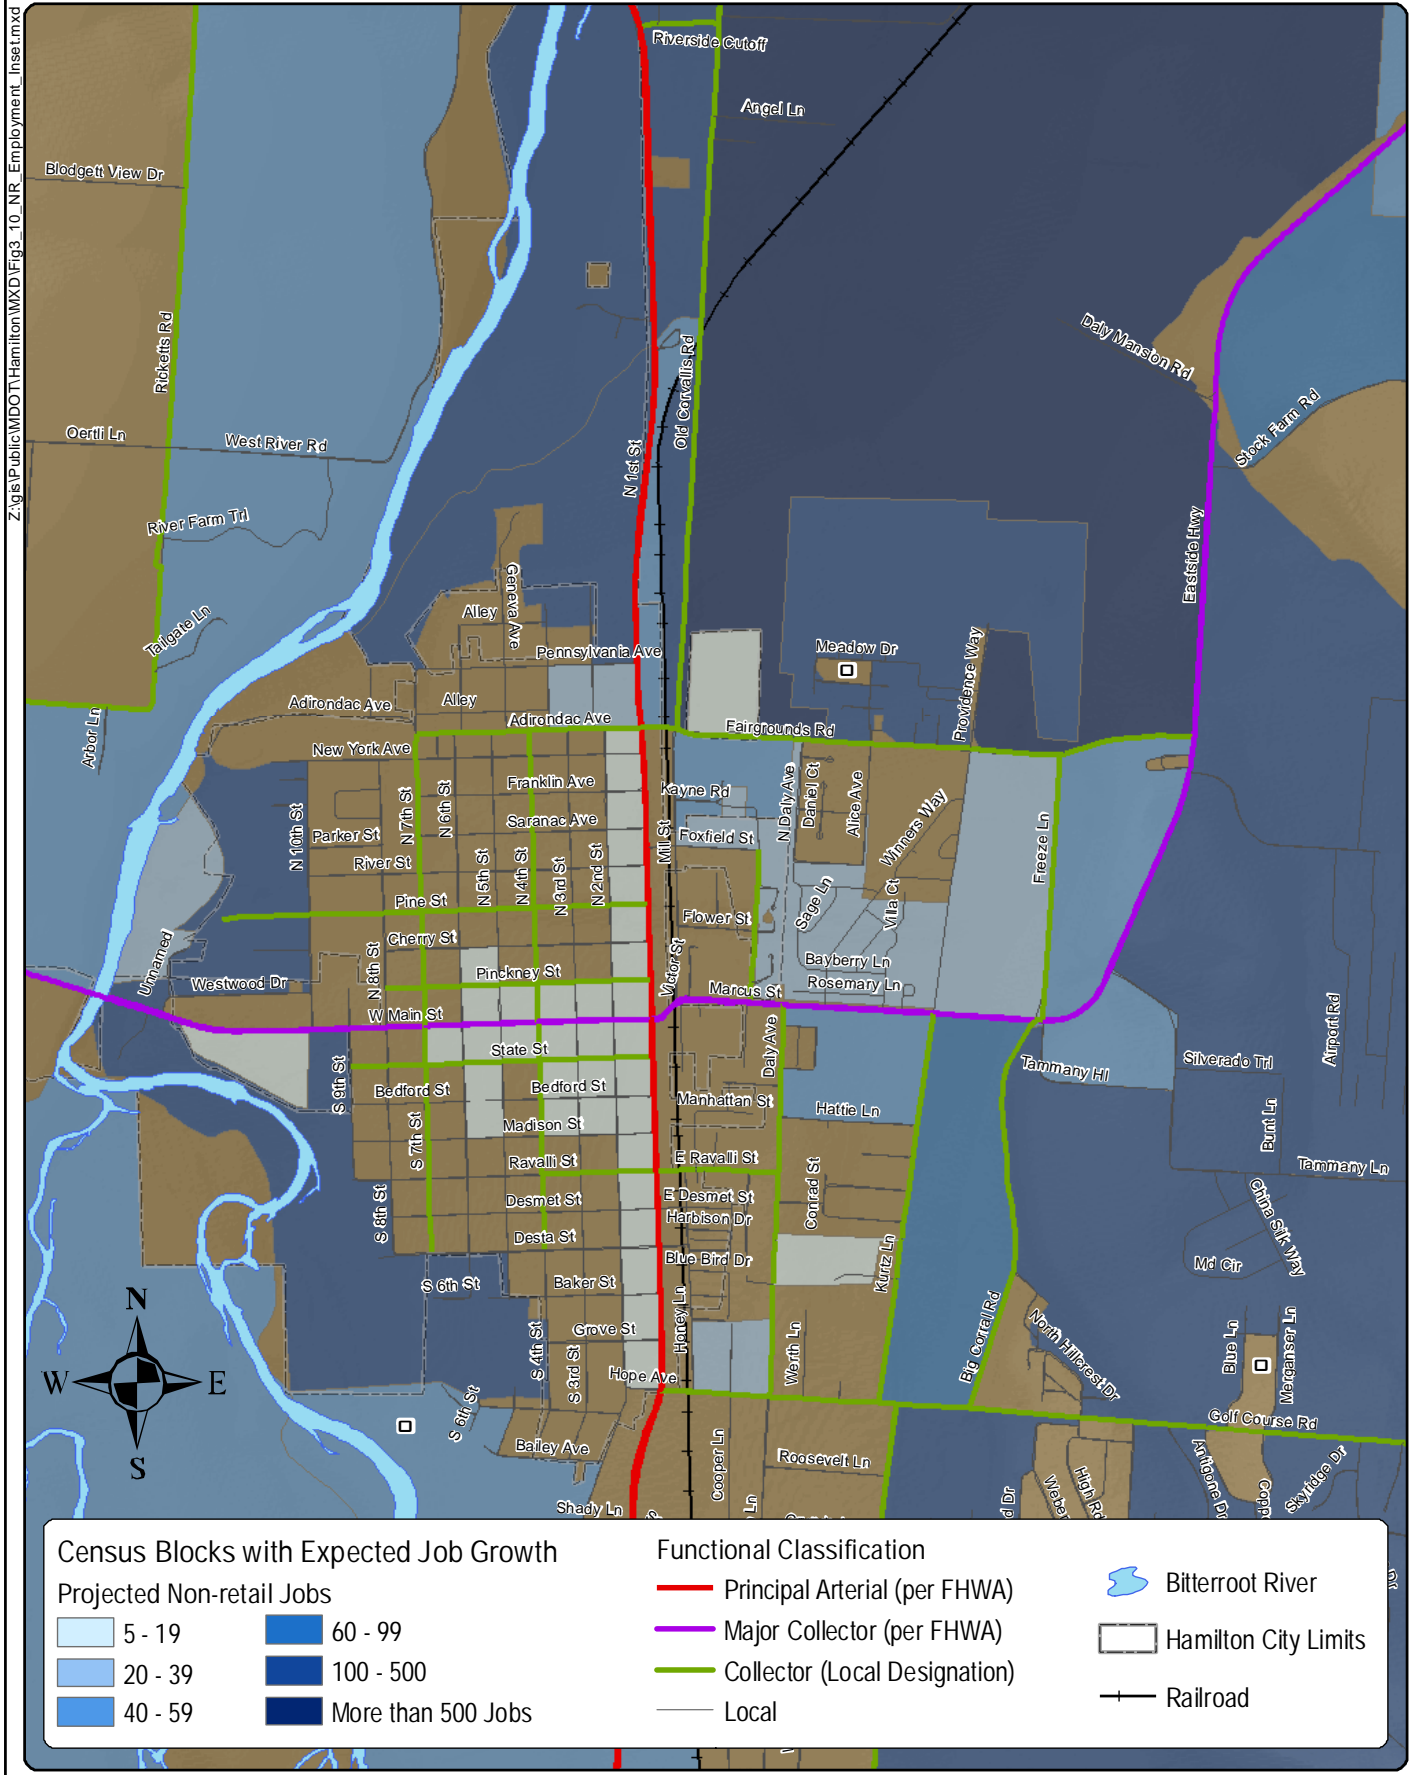 Z:\gis\Public\MDOT\Hamilton\MXD\Fig3_10_NR_Employment_Inset.mxd
Riverside Cutoff
Angel Ln
Blodgett View Dr
Ricketts Rd
Daly Mansion Rd
Old Corvallis Rd
Stock Farm Rd
Oertli Ln
West River Rd
N 1st St
River Farm Trl
Eastside Hwy
Geneva Ave
Alley
Tailgate Ln
Pennsylvania Ave
Meadow Dr
Providence Way
Adirondac Ave
Alley
Adirondac Ave
Arbor Ln
Fairgrounds Rd
New York Ave
Franklin Ave
Kayne Rd
N Daly Ave
Daniel Ct
Alice Ave
N 7th St
N 6th St
Saranac Ave
Winners Way
N 10th St
Parker St
Mill St
Foxfield St
Freeze Ln
River St
N 5th St
N 4th St
N 3rd St
N 2nd St
Pine St
Flower St
Sage Ln
Villa Ct
Cherry St
Unnamed
N 8th St
Pinckney St
Victor St
Bayberry Ln
Westwood Dr
Marcus St
Rosemary Ln
W Main St
Airport Rd
State St
Daly Ave
Silverado Trl
Tammany Hl
S 9th St
Bedford St
Bedford St
Manhattan St
Hattie Ln
Burnt Ln
Madison St
S 7th St
Ravalli St
E Ravalli St
Tammany Ln
Conrad St
S 8th St
Desmet St
E Desmet St
Harbison Dr
China Silk Way
Desta St
Blue Bird Dr
Kurtz Ln
Md Cir
S 6th St
Baker St
Honey Ln
Big Corral Rd
N
W
E
S
S 4th St
Grove St
S 3rd St
Werth Ln
North Hillcrest Dr
Blue Ln
Merganser Ln
Hope Ave
S 6th St
Golf Course Rd
Bailey Ave
Cooper Ln
Roosevelt Ln
Antigone Dr
Skyridge Dr
High Rd
Shady Ln
Ln
Census Blocks with Expected Job Growth
Projected Non-retail Jobs
5 - 19
20 - 39
40 - 59
60 - 99
100 - 500
More than 500 Jobs
Functional Classification
Principal Arterial (per FHWA)
Major Collector (per FHWA)
Collector (Local Designation)
Local
Bitterroot River
Hamilton City Limits
Railroad